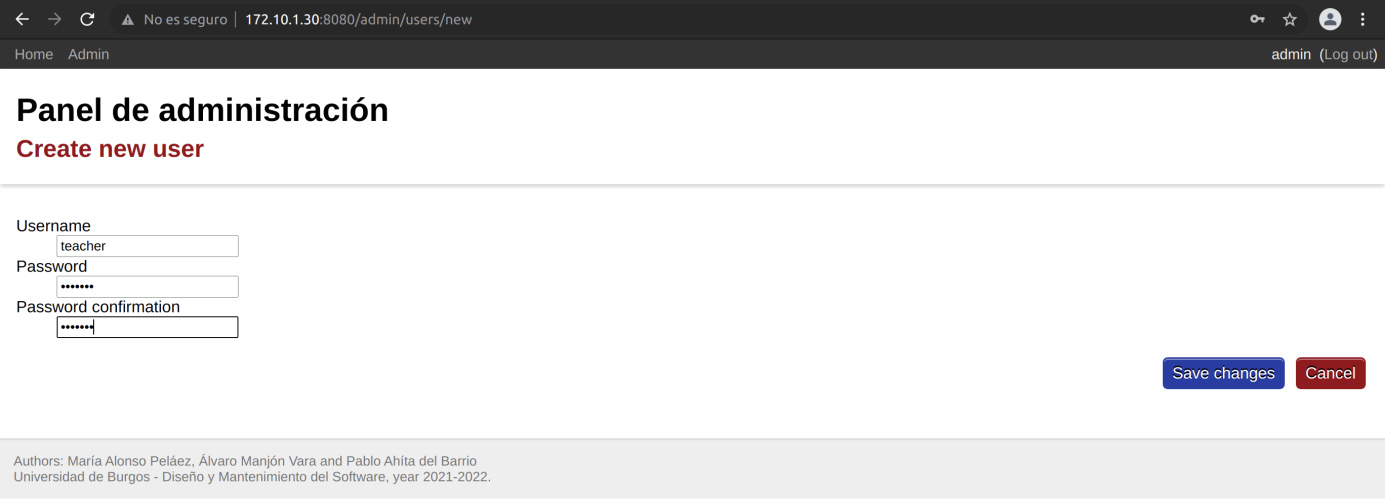 No es seguro | 172.10.1.30:8080/admin/users/new
Home Admin admin (Log out)
Panel de administración
Create new user
Username
teacher
Password
•••••••
Password confirmation
•••••••
Save changes Cancel
Authors: María Alonso Peláez, Álvaro Manjón Vara and Pablo Ahíta del Barrio
Universidad de Burgos - Diseño y Mantenimiento del Software, year 2021-2022.